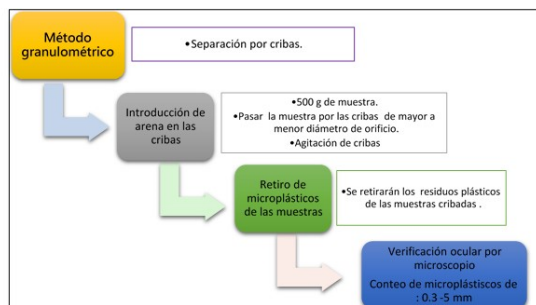 Método
granulométrico
•Separación por cribas.
Introducción de
arena en las
cribas
•500 g de muestra.
•Pasar la muestra por las cribas de mayor a
menor diámetro de orificio.
•Agitación de cribas
Retiro de
microplásticos
de las muestras
•Se retirarán los residuos plásticos
de las muestras cribadas .
Verificación ocular por
microscopio
Conteo de microplástiscos de
: 0.3 -5 mm